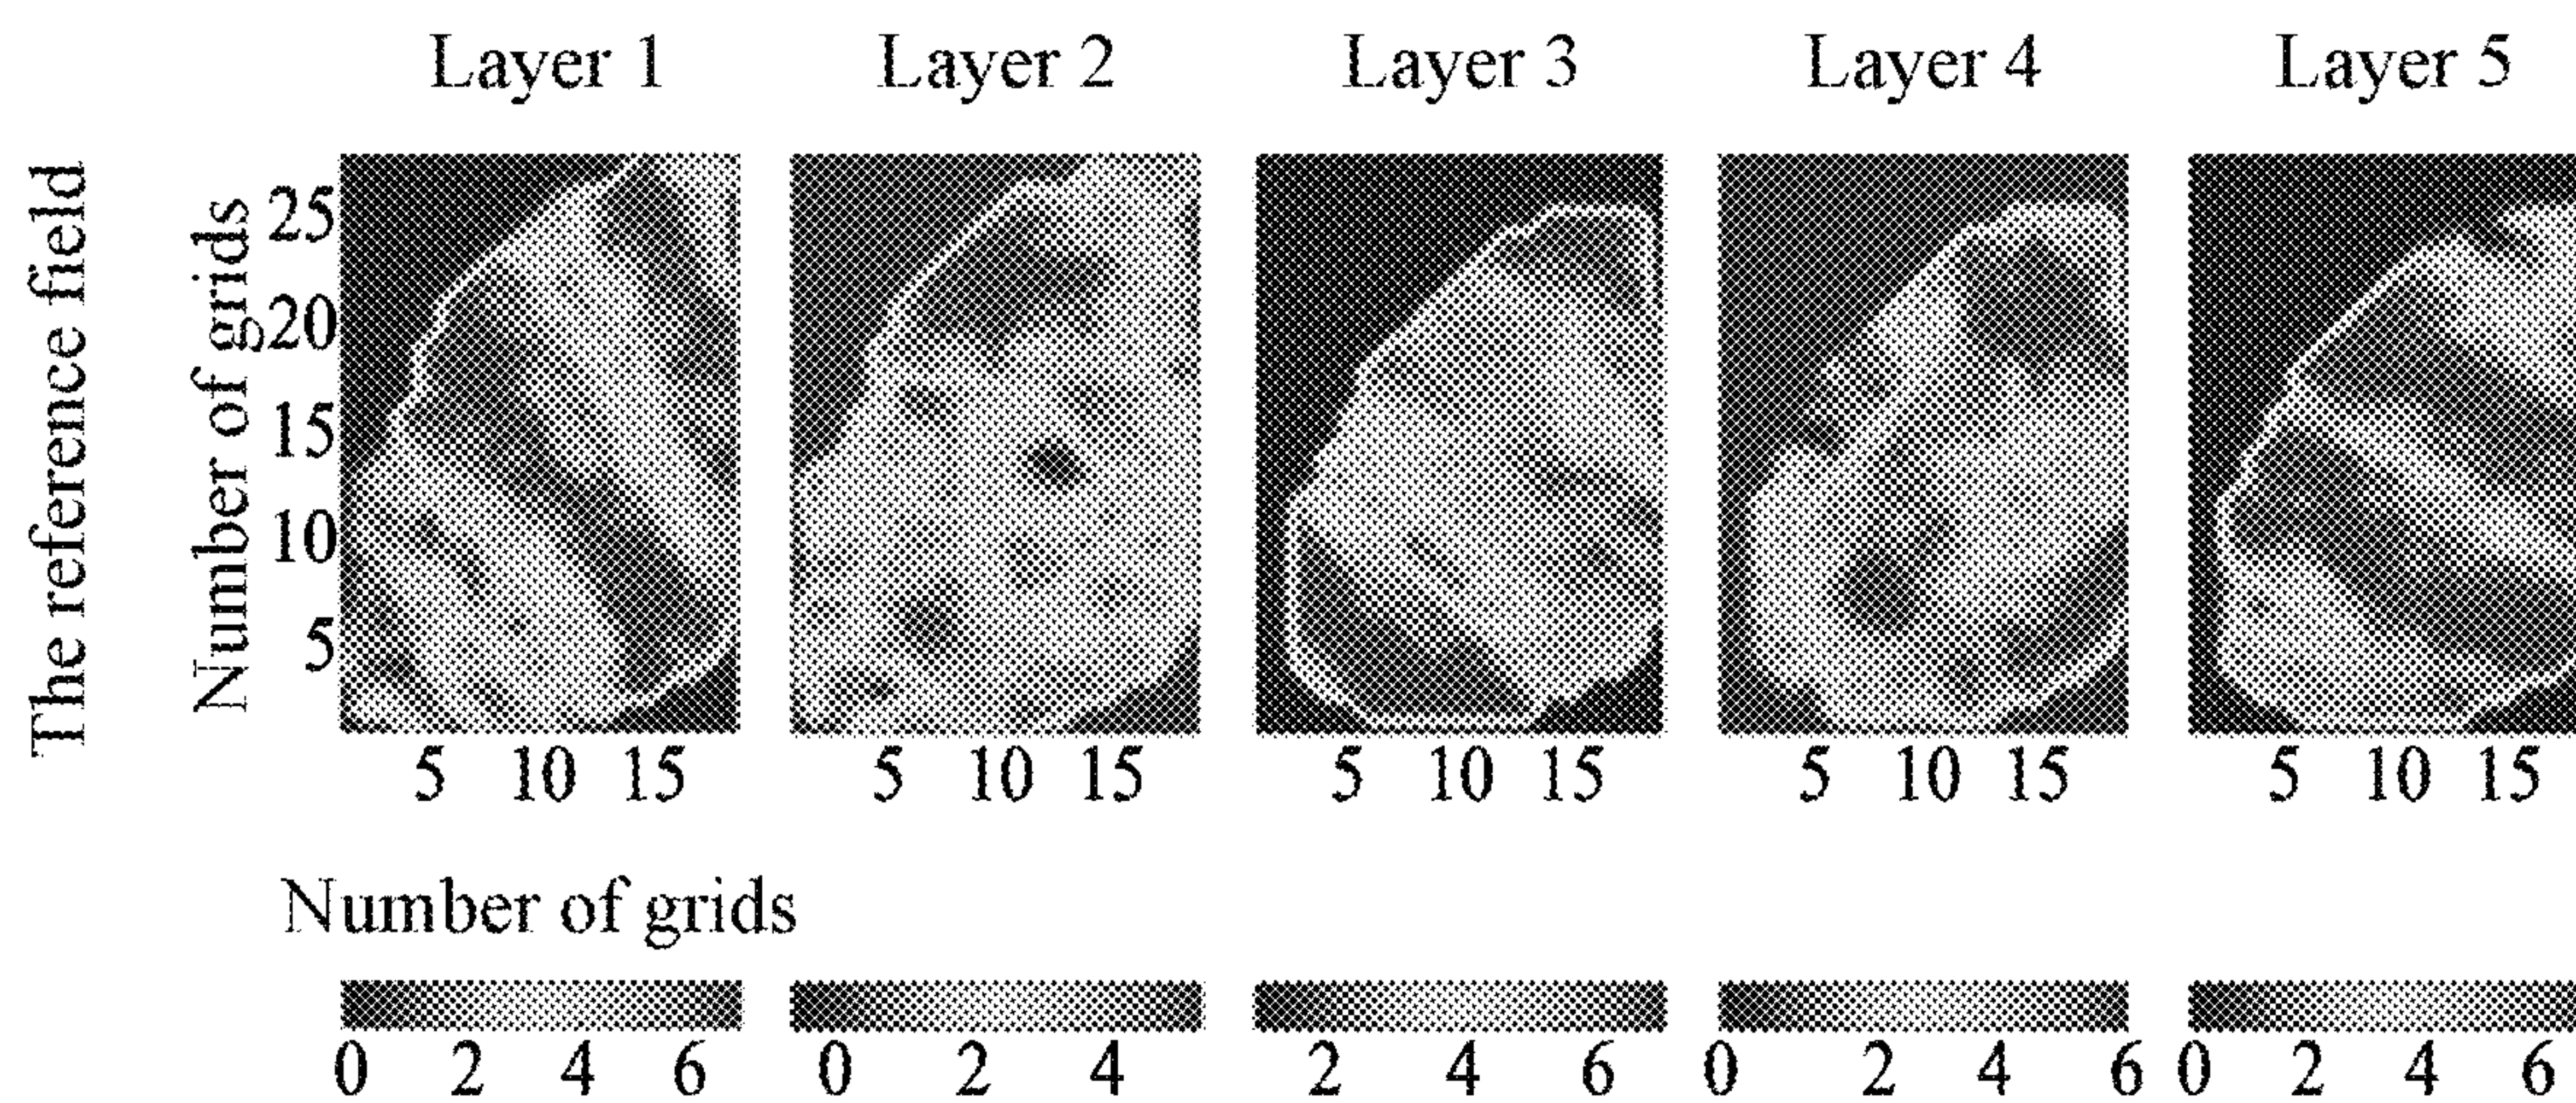 Layer 1 Layer 2 Layer 3 Layer 4 Layer 5
The reference field
Number of grids
25
20
15
10
5
5 10 15 5 10 15 5 10 15 5 10 15 5 10 15
Number of grids
0 2 4 6 0 2 4 2 4 6 0 2 4 6 0 2 4 6